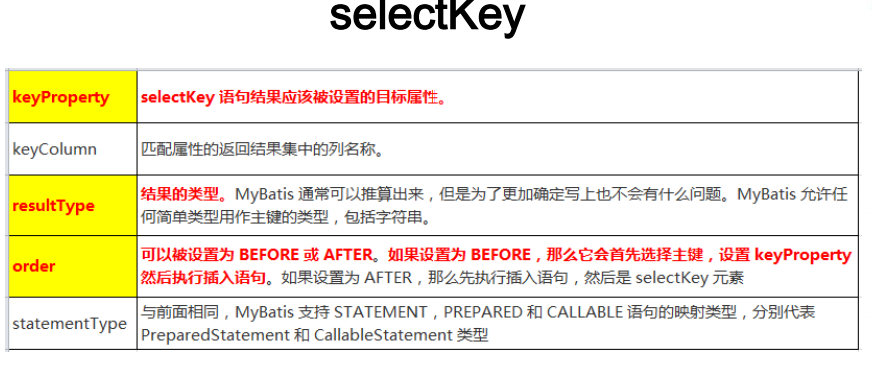 selectKey
keyProperty
selectKey 语句结果应该被设置的目标属性。
keyColumn
匹配属性的返回结果集中的列名称。
resultType
结果的类型。MyBatis 通常可以推算出来，但是为了更加确定写上也不会有什么问题。MyBatis 允许任
何简单类型用作主键的类型，包括字符串。
order
可以被设置为 BEFORE 或 AFTER。如果设置为 BEFORE，那么它会首先选择主键，设置 keyProperty
然后执行插入语句。如果设置为 AFTER，那么先执行插入语句，然后是 selectKey 元素
statementType
与前面相同，MyBatis 支持 STATEMENT，PREPARED 和 CALLABLE 语句的映射类型，分别代表
PreparedStatement 和 CallableStatement 类型